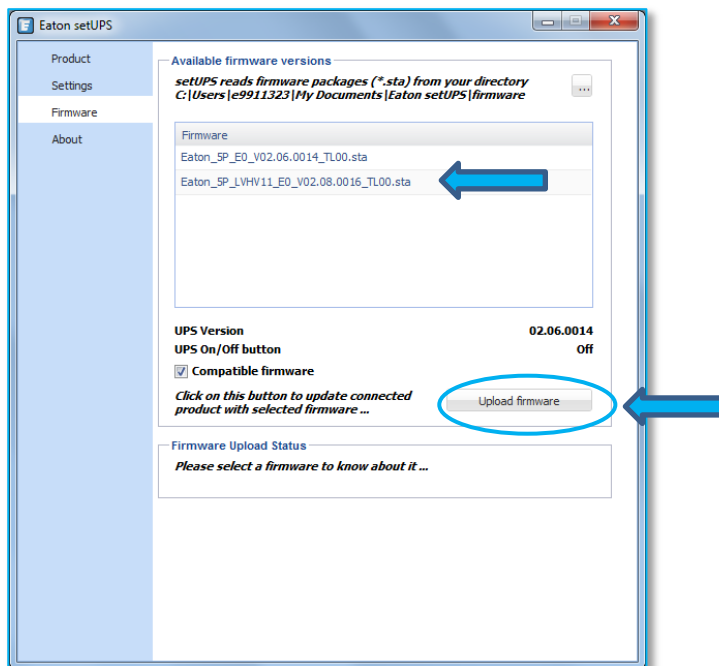 Eaton setUPS
Product
Settings
Firmware
About
Available firmware versions
setUPS reads firmware packages (*.sta) from your directory
C:|Users|e9911323|My Documents|Eaton setUPS|firmware
...
Firmware
Eaton_5P_E0_V02.06.0014_TL00.sta
Eaton_5P_LVHV11_E0_V02.08.0016_TL00.sta
UPS Version 02.06.0014
UPS On/Off button Off
Compatible firmware
Click on this button to update connected
product with selected firmware ...
Upload firmware
Firmware Upload Status
Please select a firmware to know about it ...